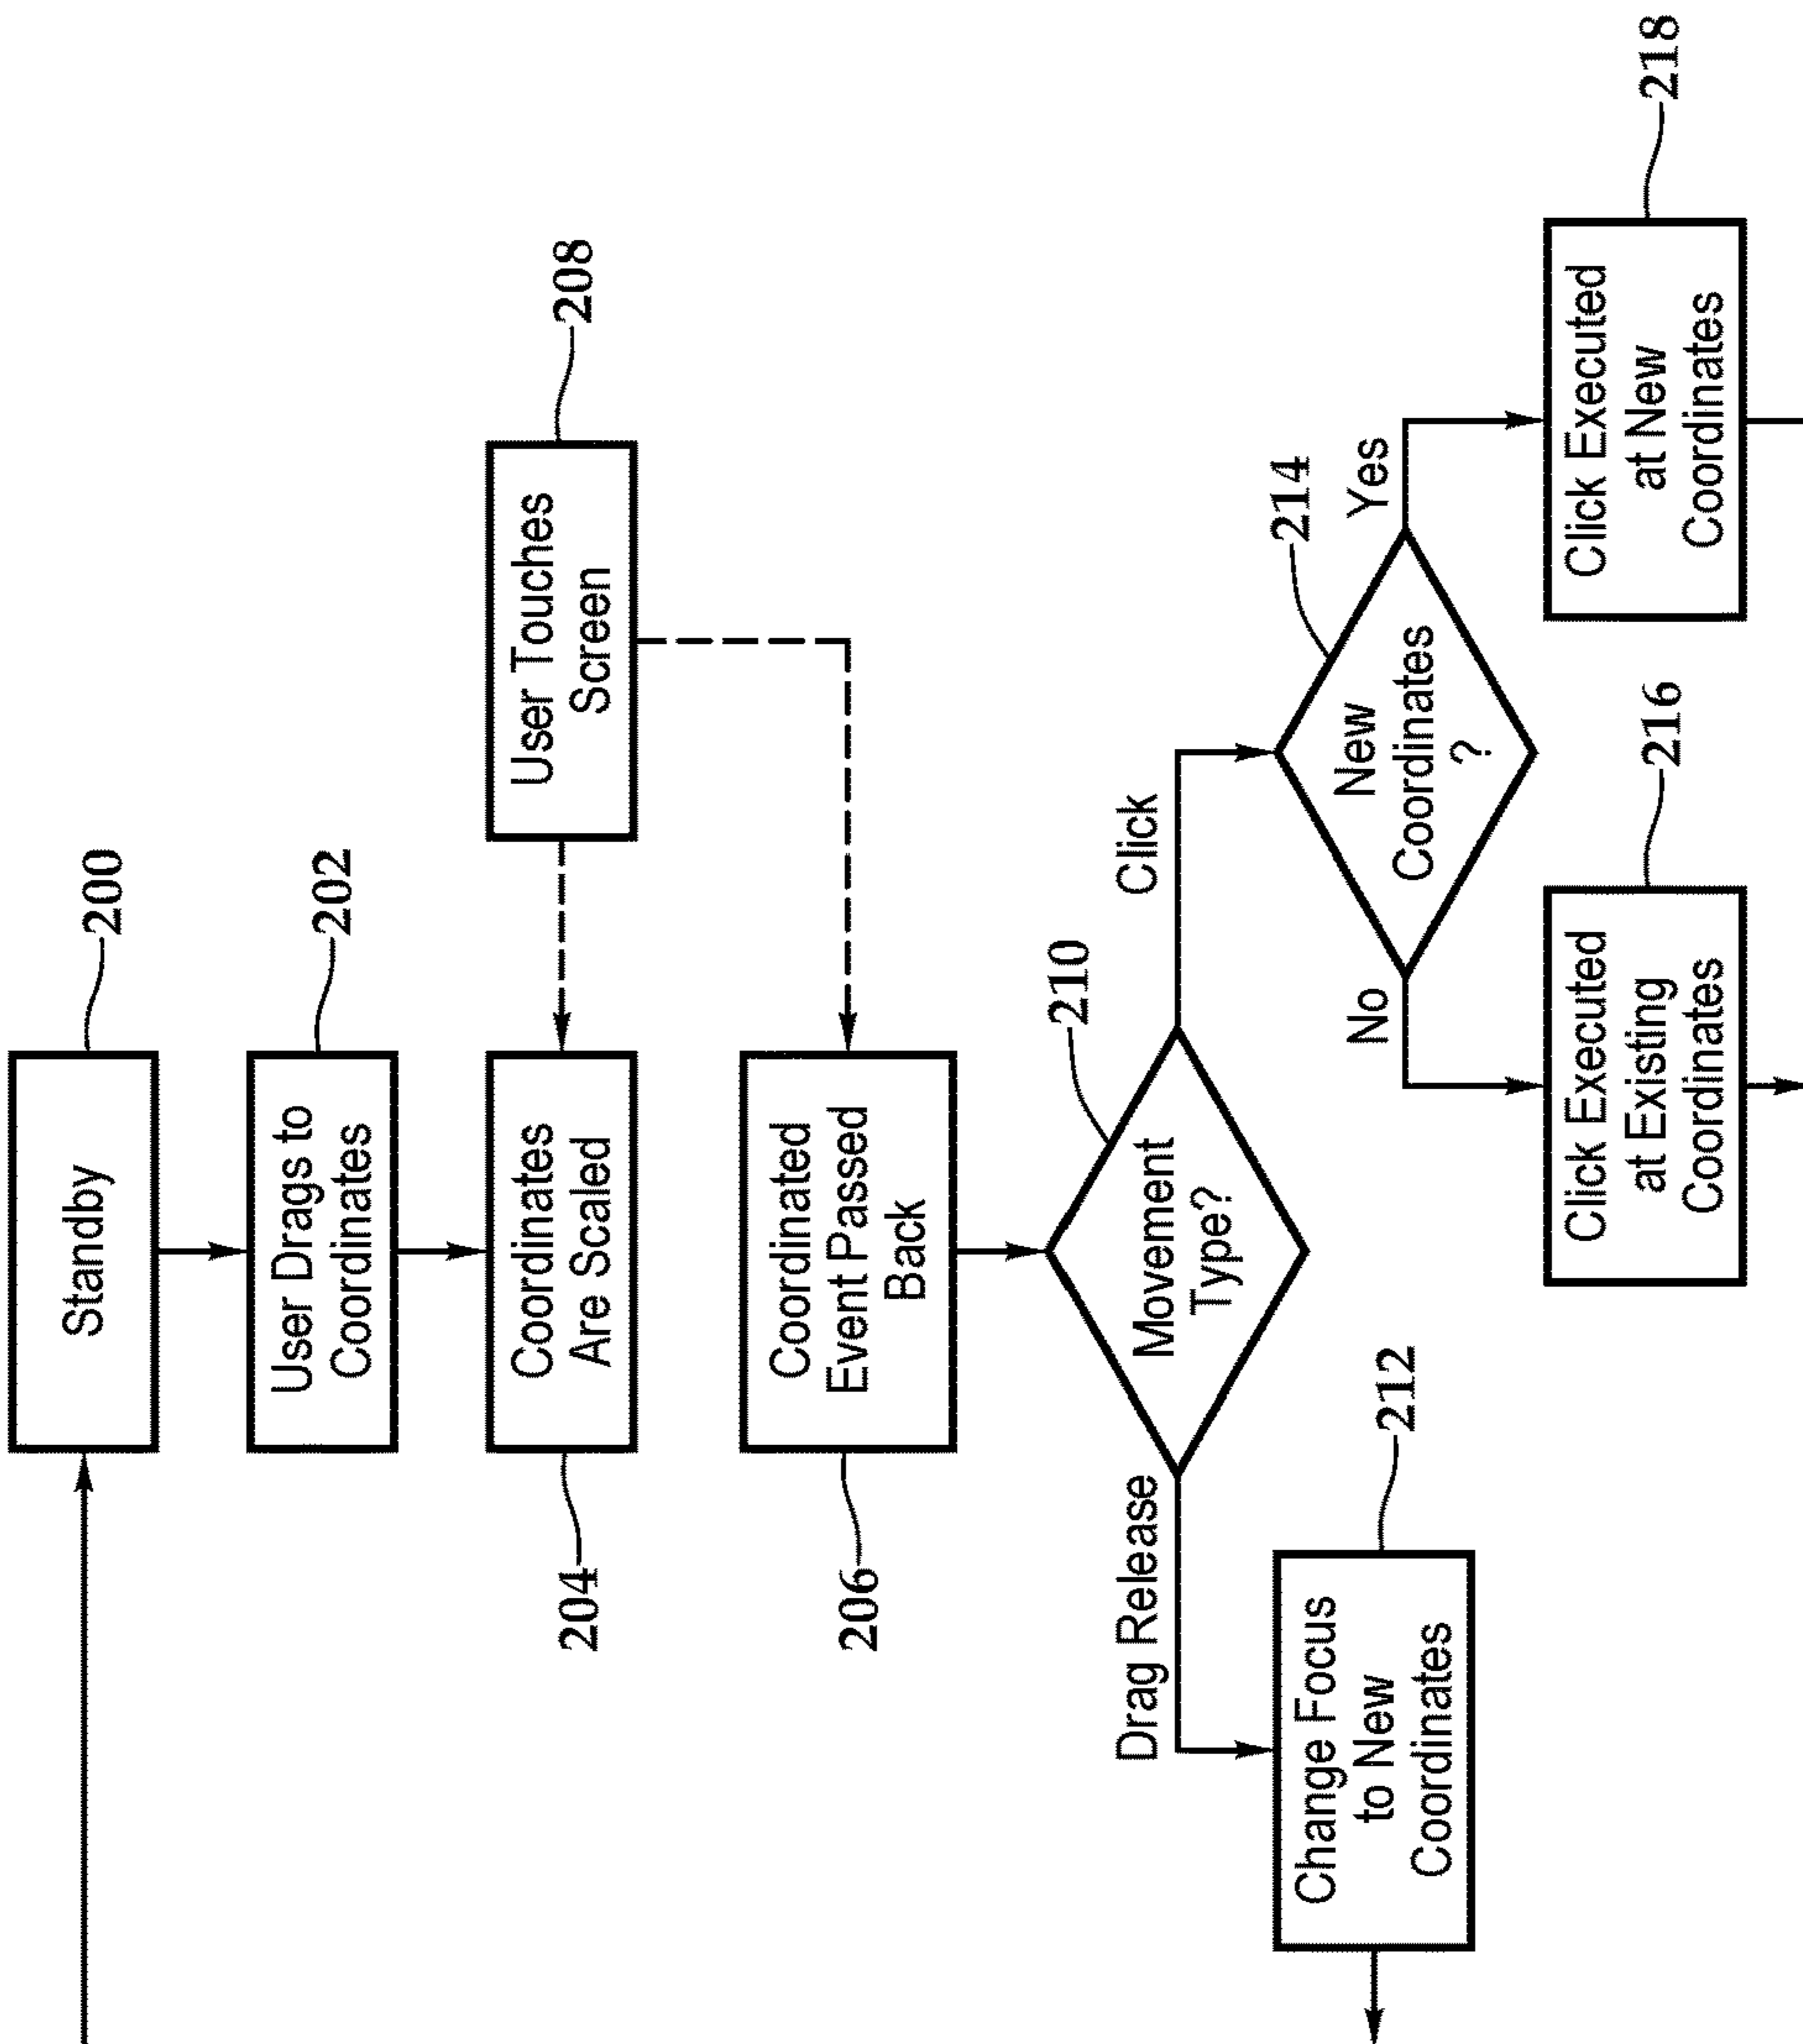 Standby
200
User Drags to
Coordinates
202
Coordinates
Are Scaled
204
User Touches
Screen
208
Coordinated
Event Passed
Back
206
Movement
Type?
210
Drag Release
Click
Change Focus
to New
Coordinates
212
New
Coordinates
?
214
No
Yes
Click Executed
at Existing
Coordinates
216
Click Executed
at New
Coordinates
218